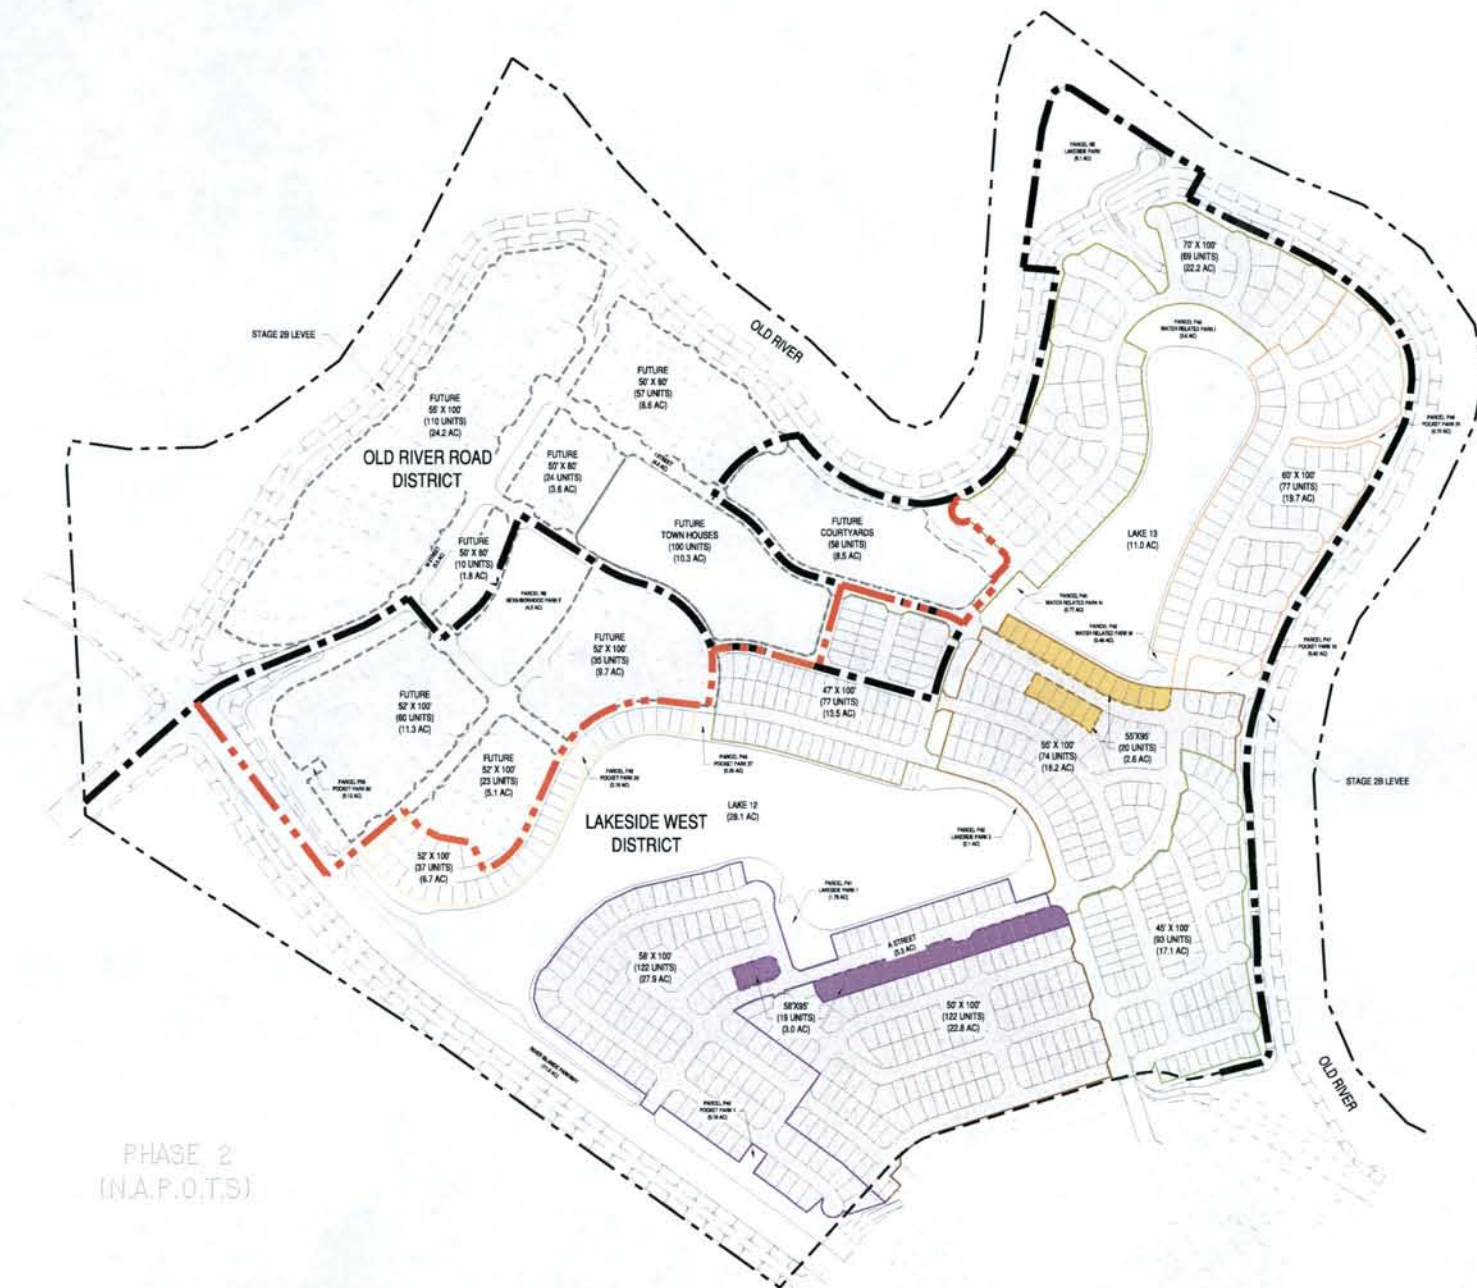 PARCEL N8
LAKESIDE PARK
70' X 100'
(69 UNITS)
(22.2 AC)
STAGE 2B LEVEE
OLD RIVER
FUTURE
50' X 80'
(57 UNITS)
(8.6 AC)
FUTURE
55' X 100'
(110 UNITS)
(24.2 AC)
OLD RIVER ROAD
DISTRICT
FUTURE
50' X 80'
(24 UNITS)
(3.6 AC)
FUTURE
50' X 80'
(10 UNITS)
(1.8 AC)
FUTURE
TOWN HOUSES
(100 UNITS)
(10.3 AC)
FUTURE
COURTYARDS
(58 UNITS)
(8.5 AC)
LAKE 13
(11.0 AC)
60' X 100'
(77 UNITS)
(19.7 AC)
FUTURE
52' X 100'
(35 UNITS)
(9.7 AC)
FUTURE
52' X 100'
(60 UNITS)
(11.3 AC)
FUTURE
52' X 100'
(23 UNITS)
(5.1 AC)
47' X 100'
(77 UNITS)
(13.5 AC)
55' X 100'
(74 UNITS)
(16.2 AC)
55'X95'
(20 UNITS)
(2.6 AC)
STAGE 2B LEVEE
LAKESIDE WEST
DISTRICT
LAKE 12
(28.1 AC)
52' X 100'
(37 UNITS)
(6.7 AC)
A STREET
45' X 100'
(93 UNITS)
(17.1 AC)
58' X 100'
(122 UNITS)
(27.9 AC)
58'X95'
(19 UNITS)
(3.0 AC)
50' X 100'
(122 UNITS)
(22.8 AC)
OLD RIVER
PHASE 2
(N.A.P.O.T.S)